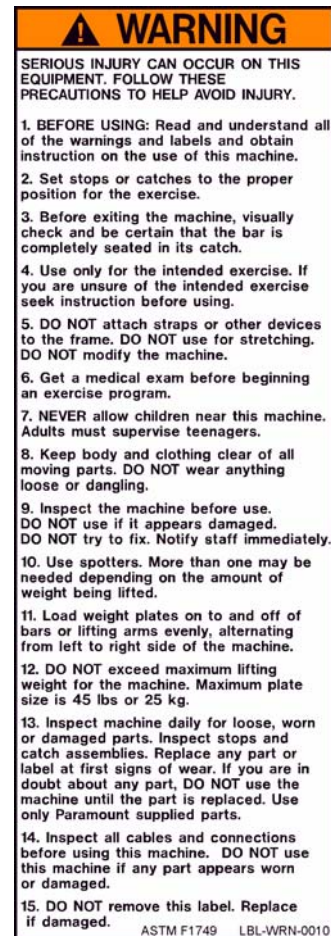 WARNING
SERIOUS INJURY CAN OCCUR ON THIS
EQUIPMENT. FOLLOW THESE
PRECAUTIONS TO HELP AVOID INJURY.
1. BEFORE USING: Read and understand all
of the warnings and labels and obtain
instruction on the use of this machine.
2. Set stops or catches to the proper
position for the exercise.
3. Before exiting the machine, visually
check and be certain that the bar is
completely seated in its catch.
4. Use only for the intended exercise. If
you are unsure of the intended exercise
seek instruction before using.
5. DO NOT attach straps or other devices
to the frame. DO NOT use for stretching.
DO NOT modify the machine.
6. Get a medical exam before beginning
an exercise program.
7. NEVER allow children near this machine.
Adults must supervise teenagers.
8. Keep body and clothing clear of all
moving parts. DO NOT wear anything
loose or dangling.
9. Inspect the machine before use.
DO NOT use if it appears damaged.
DO NOT try to fix. Notify staff immediately.
10. Use spotters. More than one may be
needed depending on the amount of
weight being lifted.
11. Load weight plates on to and off of
bars or lifting arms evenly, alternating
from left to right side of the machine.
12. DO NOT exceed maximum lifting
weight for the machine. Maximum plate
size is 45 lbs or 25 kg.
13. Inspect machine daily for loose, worn
or damaged parts. Inspect stops and
catch assemblies. Replace any part or
label at first signs of wear. If you are in
doubt about any part, DO NOT use the
machine until the part is replaced. Use
only Paramount supplied parts.
14. Inspect all cables and connections
before using this machine. DO NOT use
this machine if any part appears worn
or damaged.
15. DO NOT remove this label. Replace
if damaged.
ASTM F1749 LBL-WRN-0010